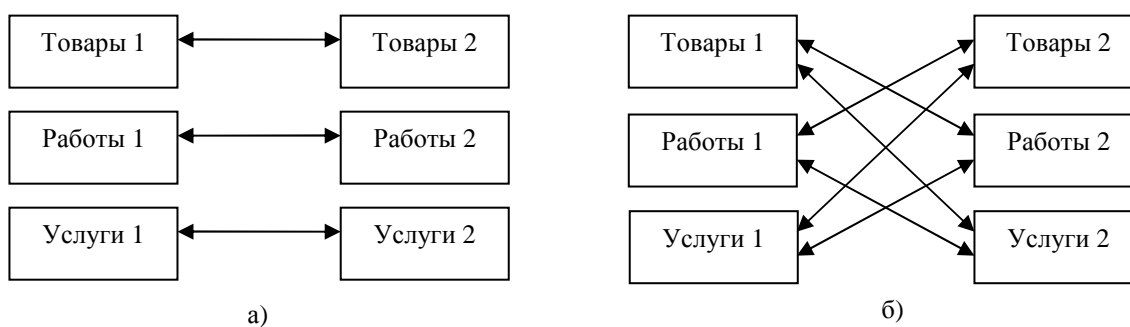 Товары 1
Товары 2
Работы 1
Работы 2
Услуги 1
Услуги 2
а)
Товары 1
Товары 2
Работы 1
Работы 2
Услуги 1
Услуги 2
б)